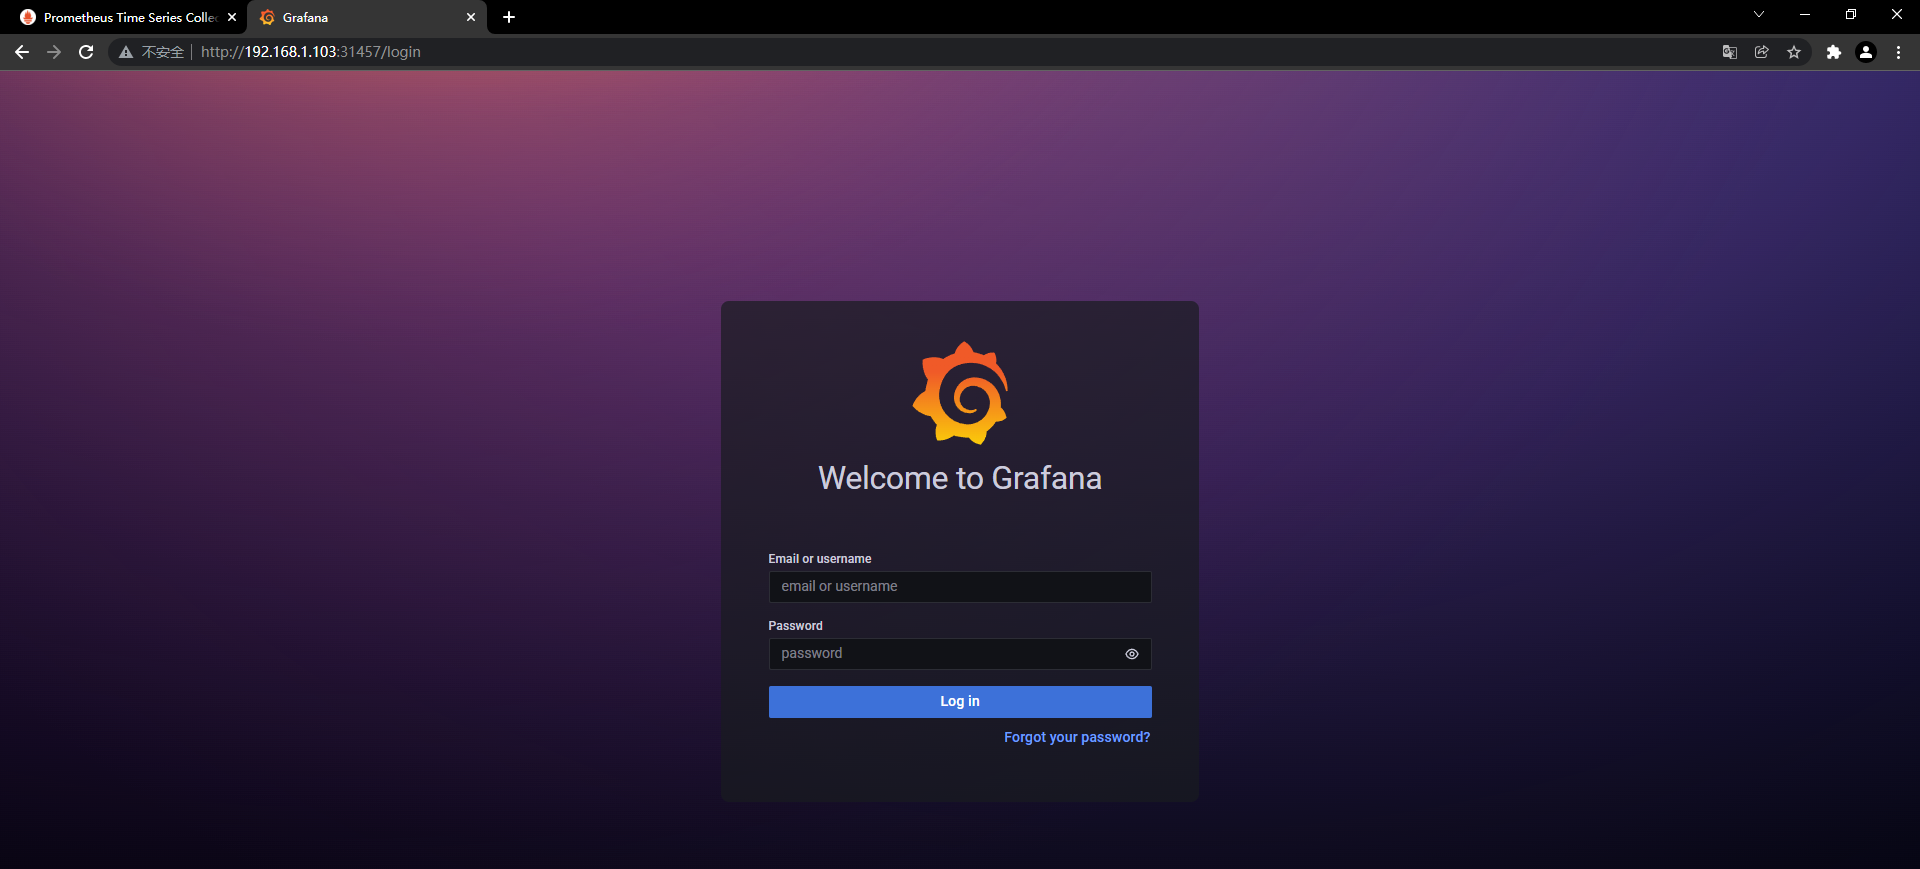 Prometheus Time Series Collec
Grafana
不安全 | http://192.168.1.103:31457/login
Welcome to Grafana
Email or username
email or username
Password
password
Log in
Forgot your password?